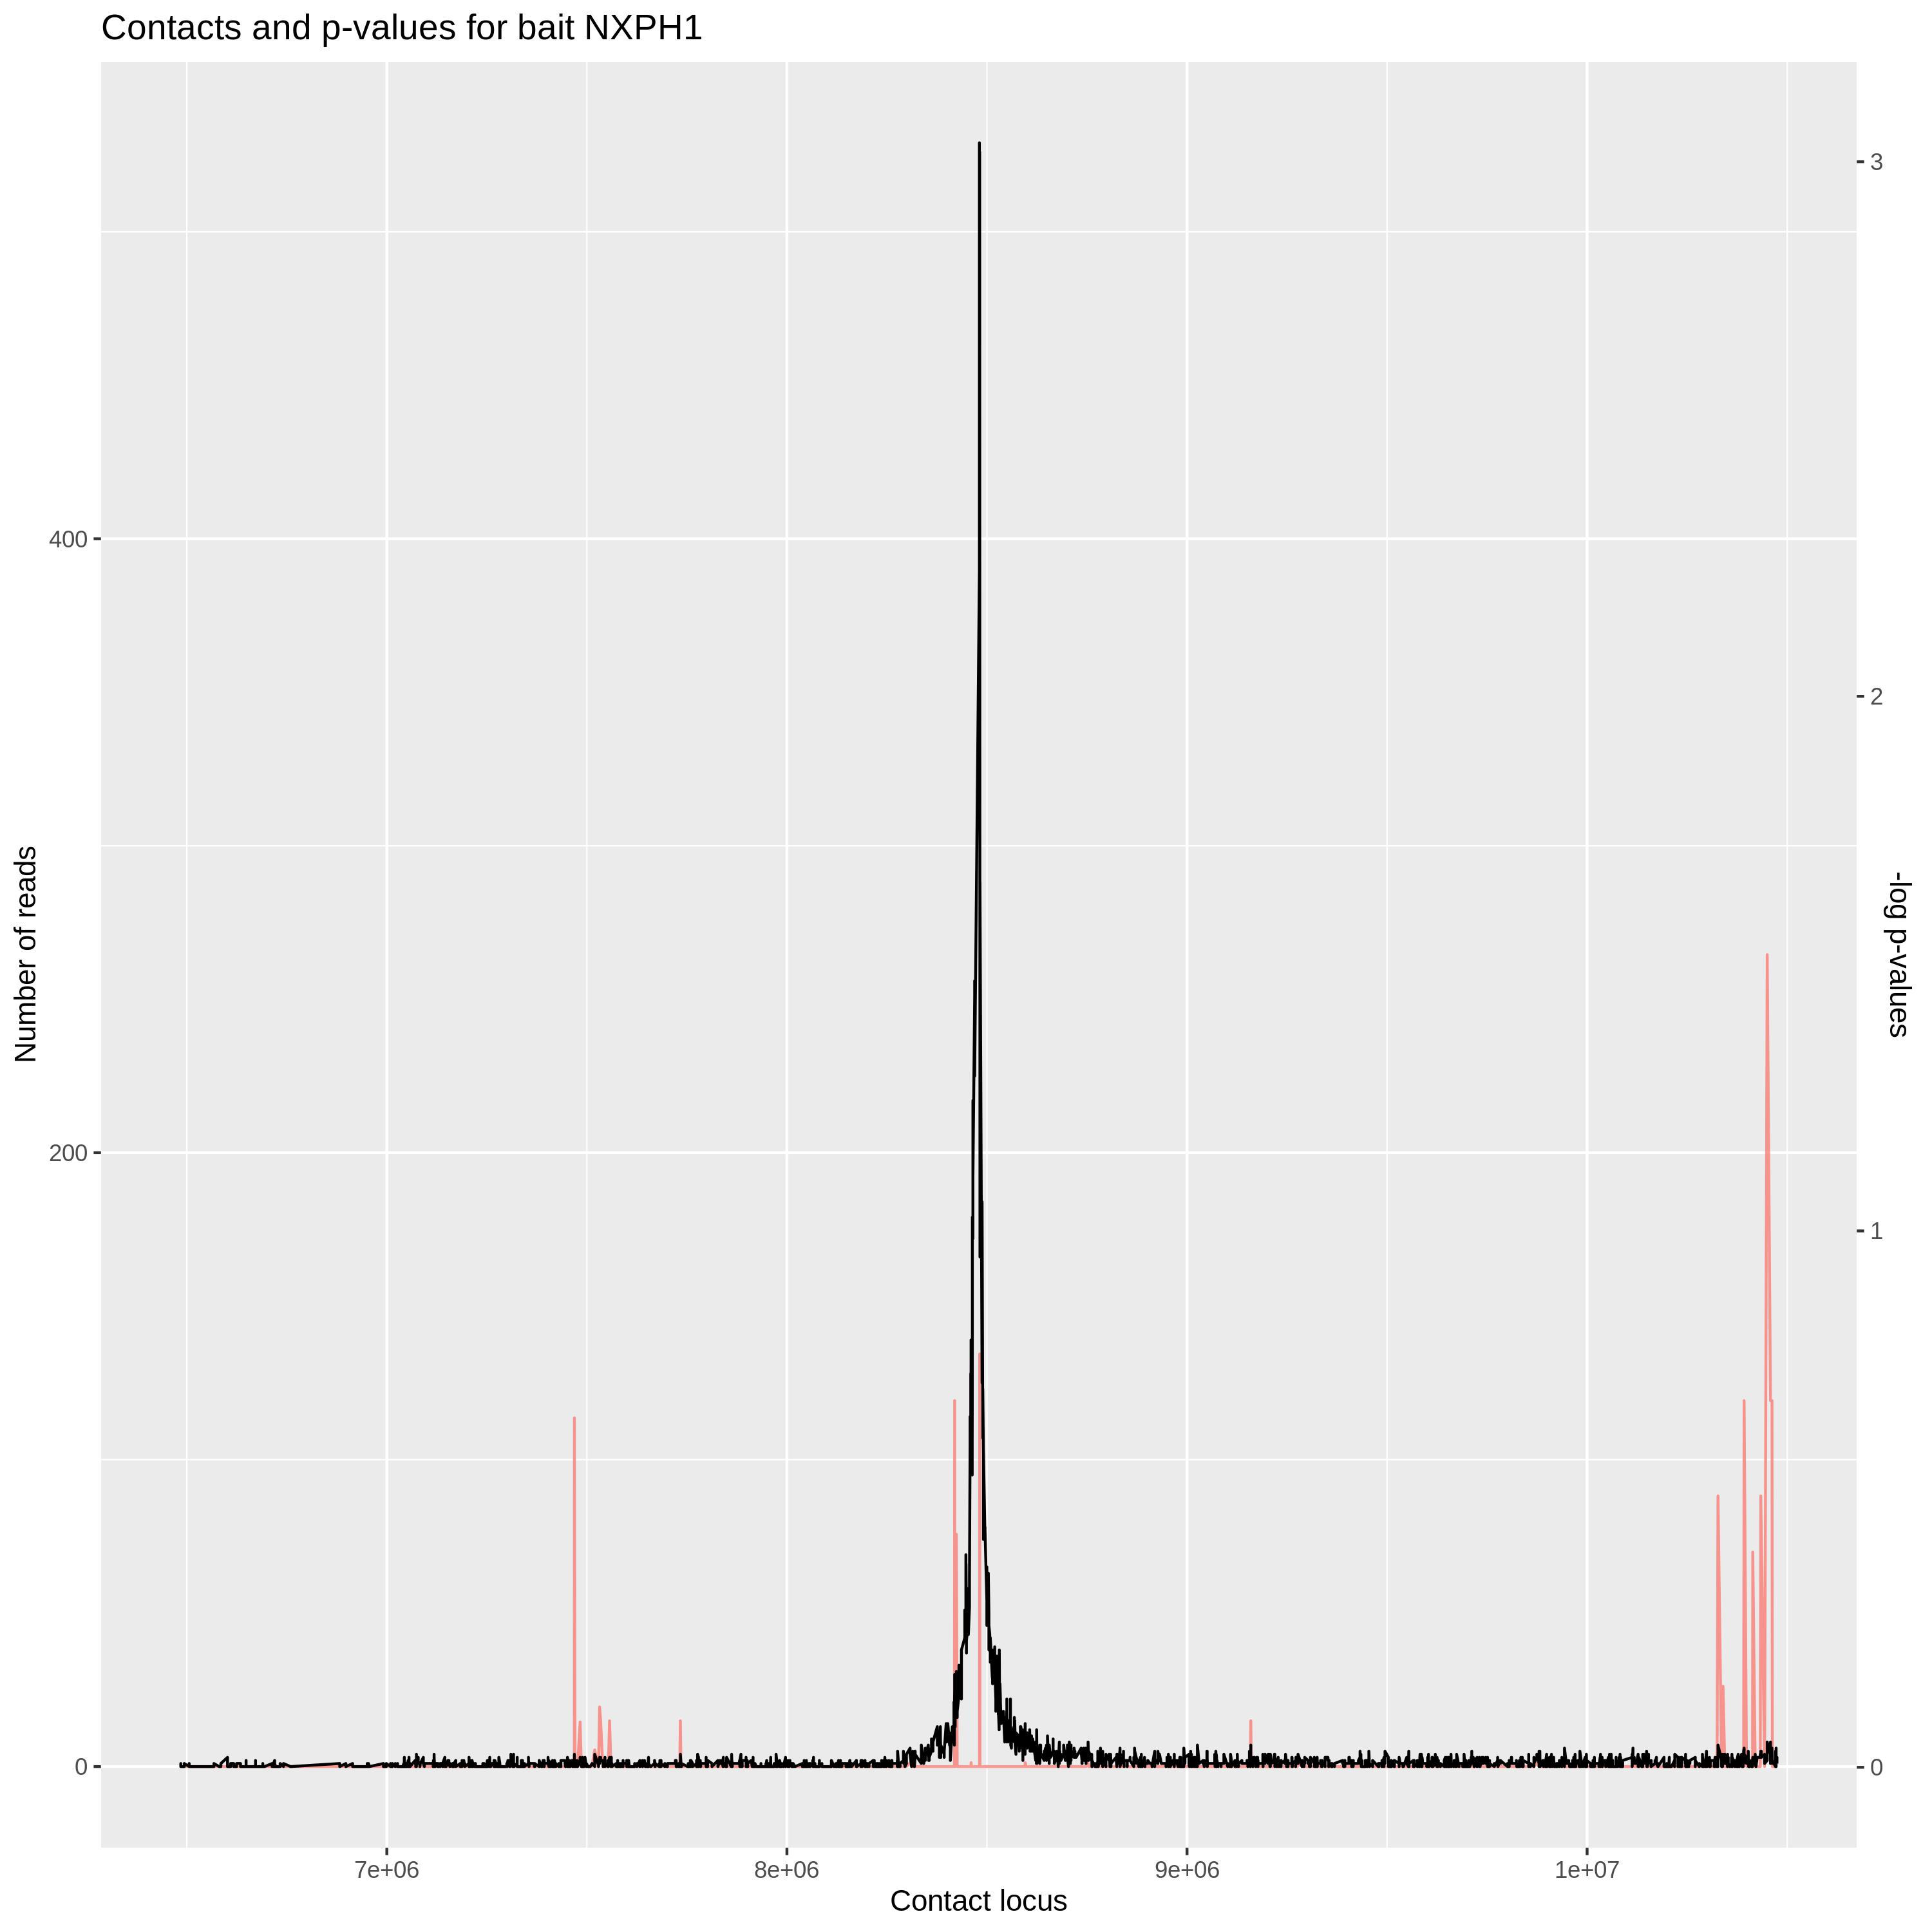 Contacts and p-values for bait NXPH1
3
400
2
Number of reads
-log p-values
200
1
0
0
7e+06
8e+06
9e+06
1e+07
Contact locus